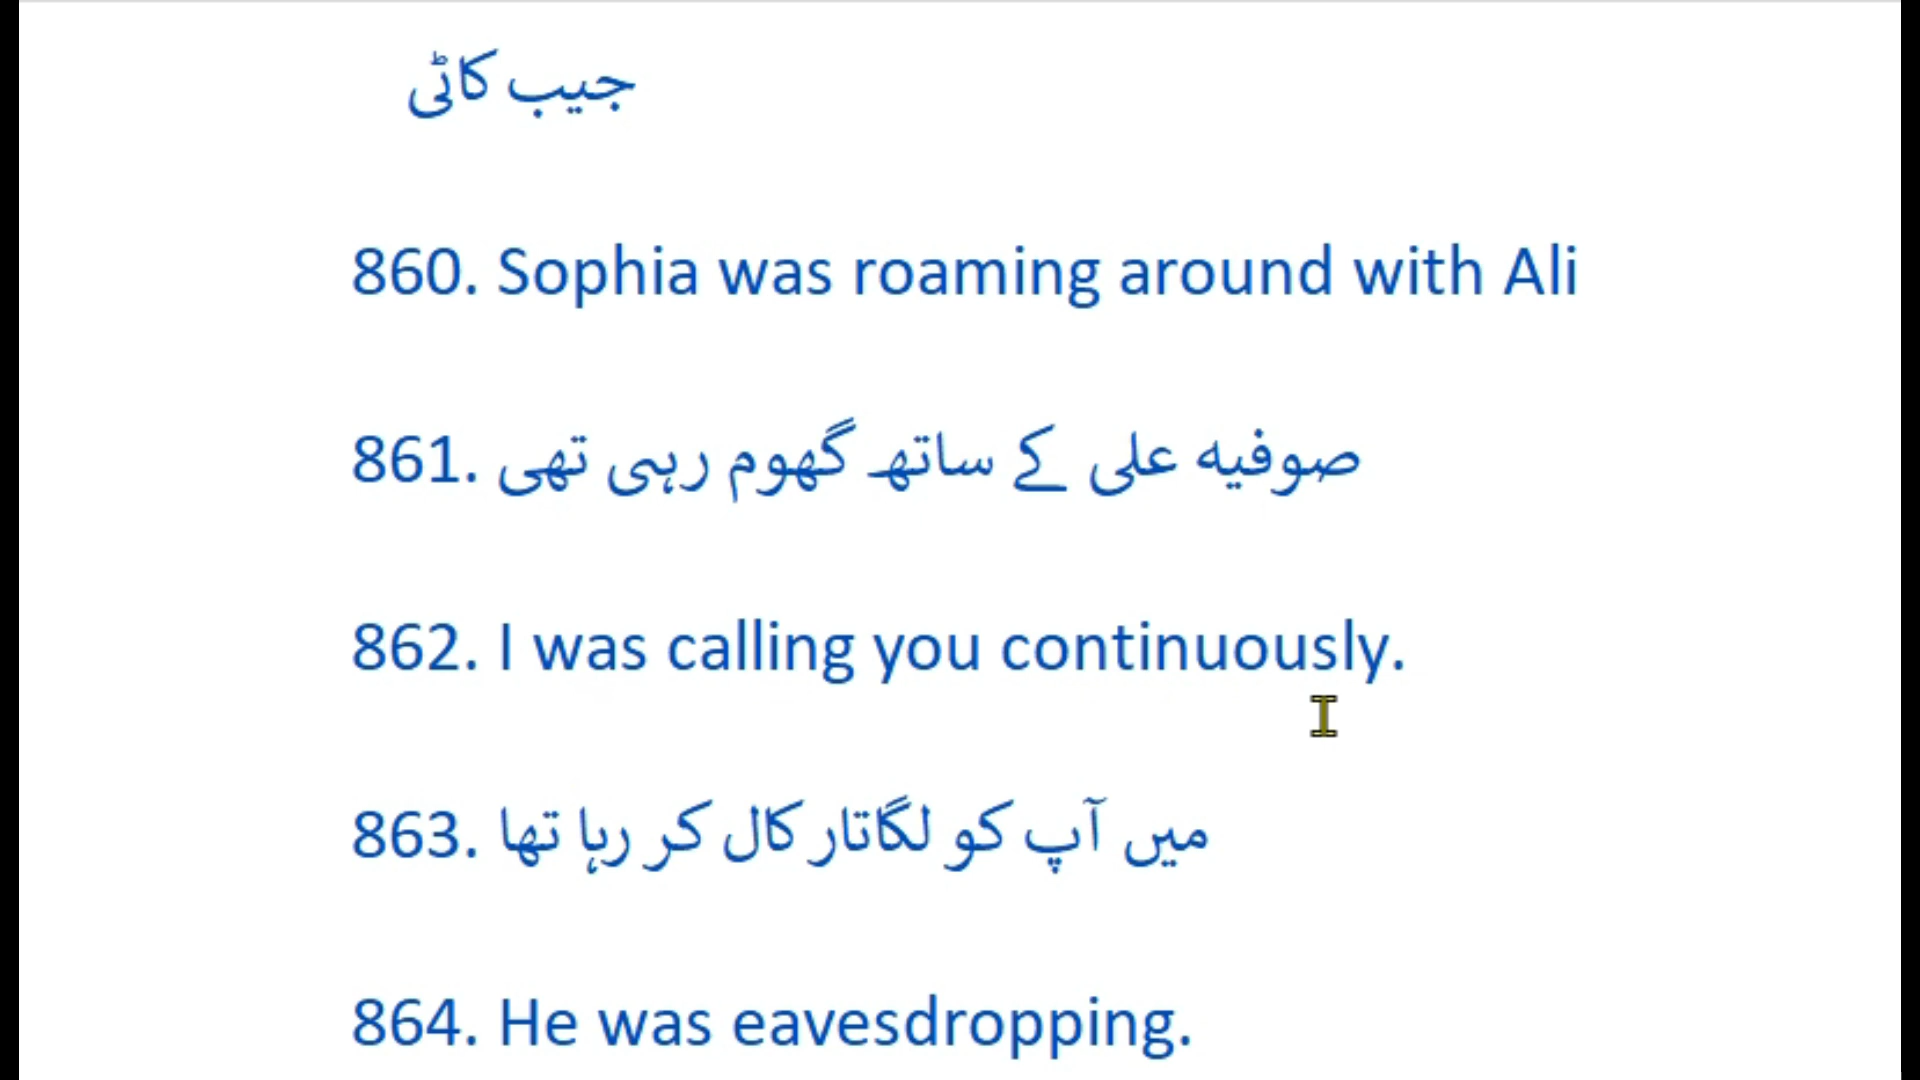 جیب کاٹی
860. Sophia was roaming around with Ali
861. صوفیہ علی کے ساتھ گھوم رہی تھی
862. I was calling you continuously.
863. میں آپ کو لگاتار کال کر رہا تھا
864. He was eavesdropping.